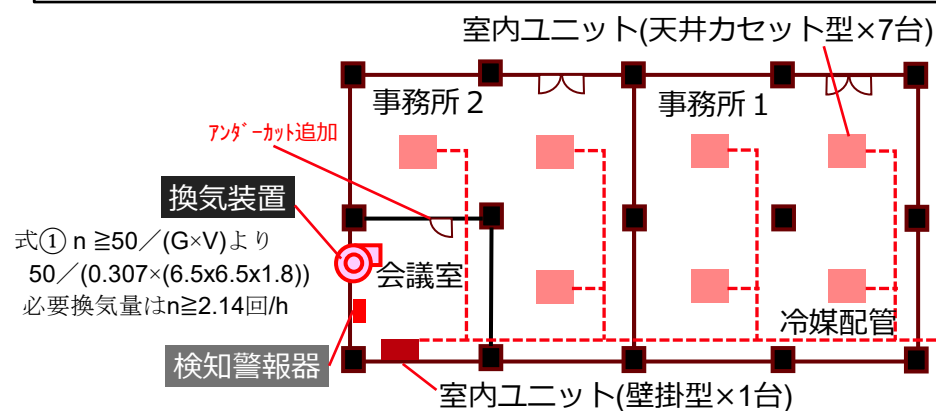 室内ユニット(天井カセット型×7台)
事務所２
事務所１
ｱﾝﾀﾞｰｶｯﾄ追加
換気装置
式① n ≧50／(G×V)より
50／(0.307×(6.5x6.5x1.8))
必要換気量はn≧2.14回/h
会議室
冷媒配管
検知警報器
室内ユニット(壁掛型×1台)